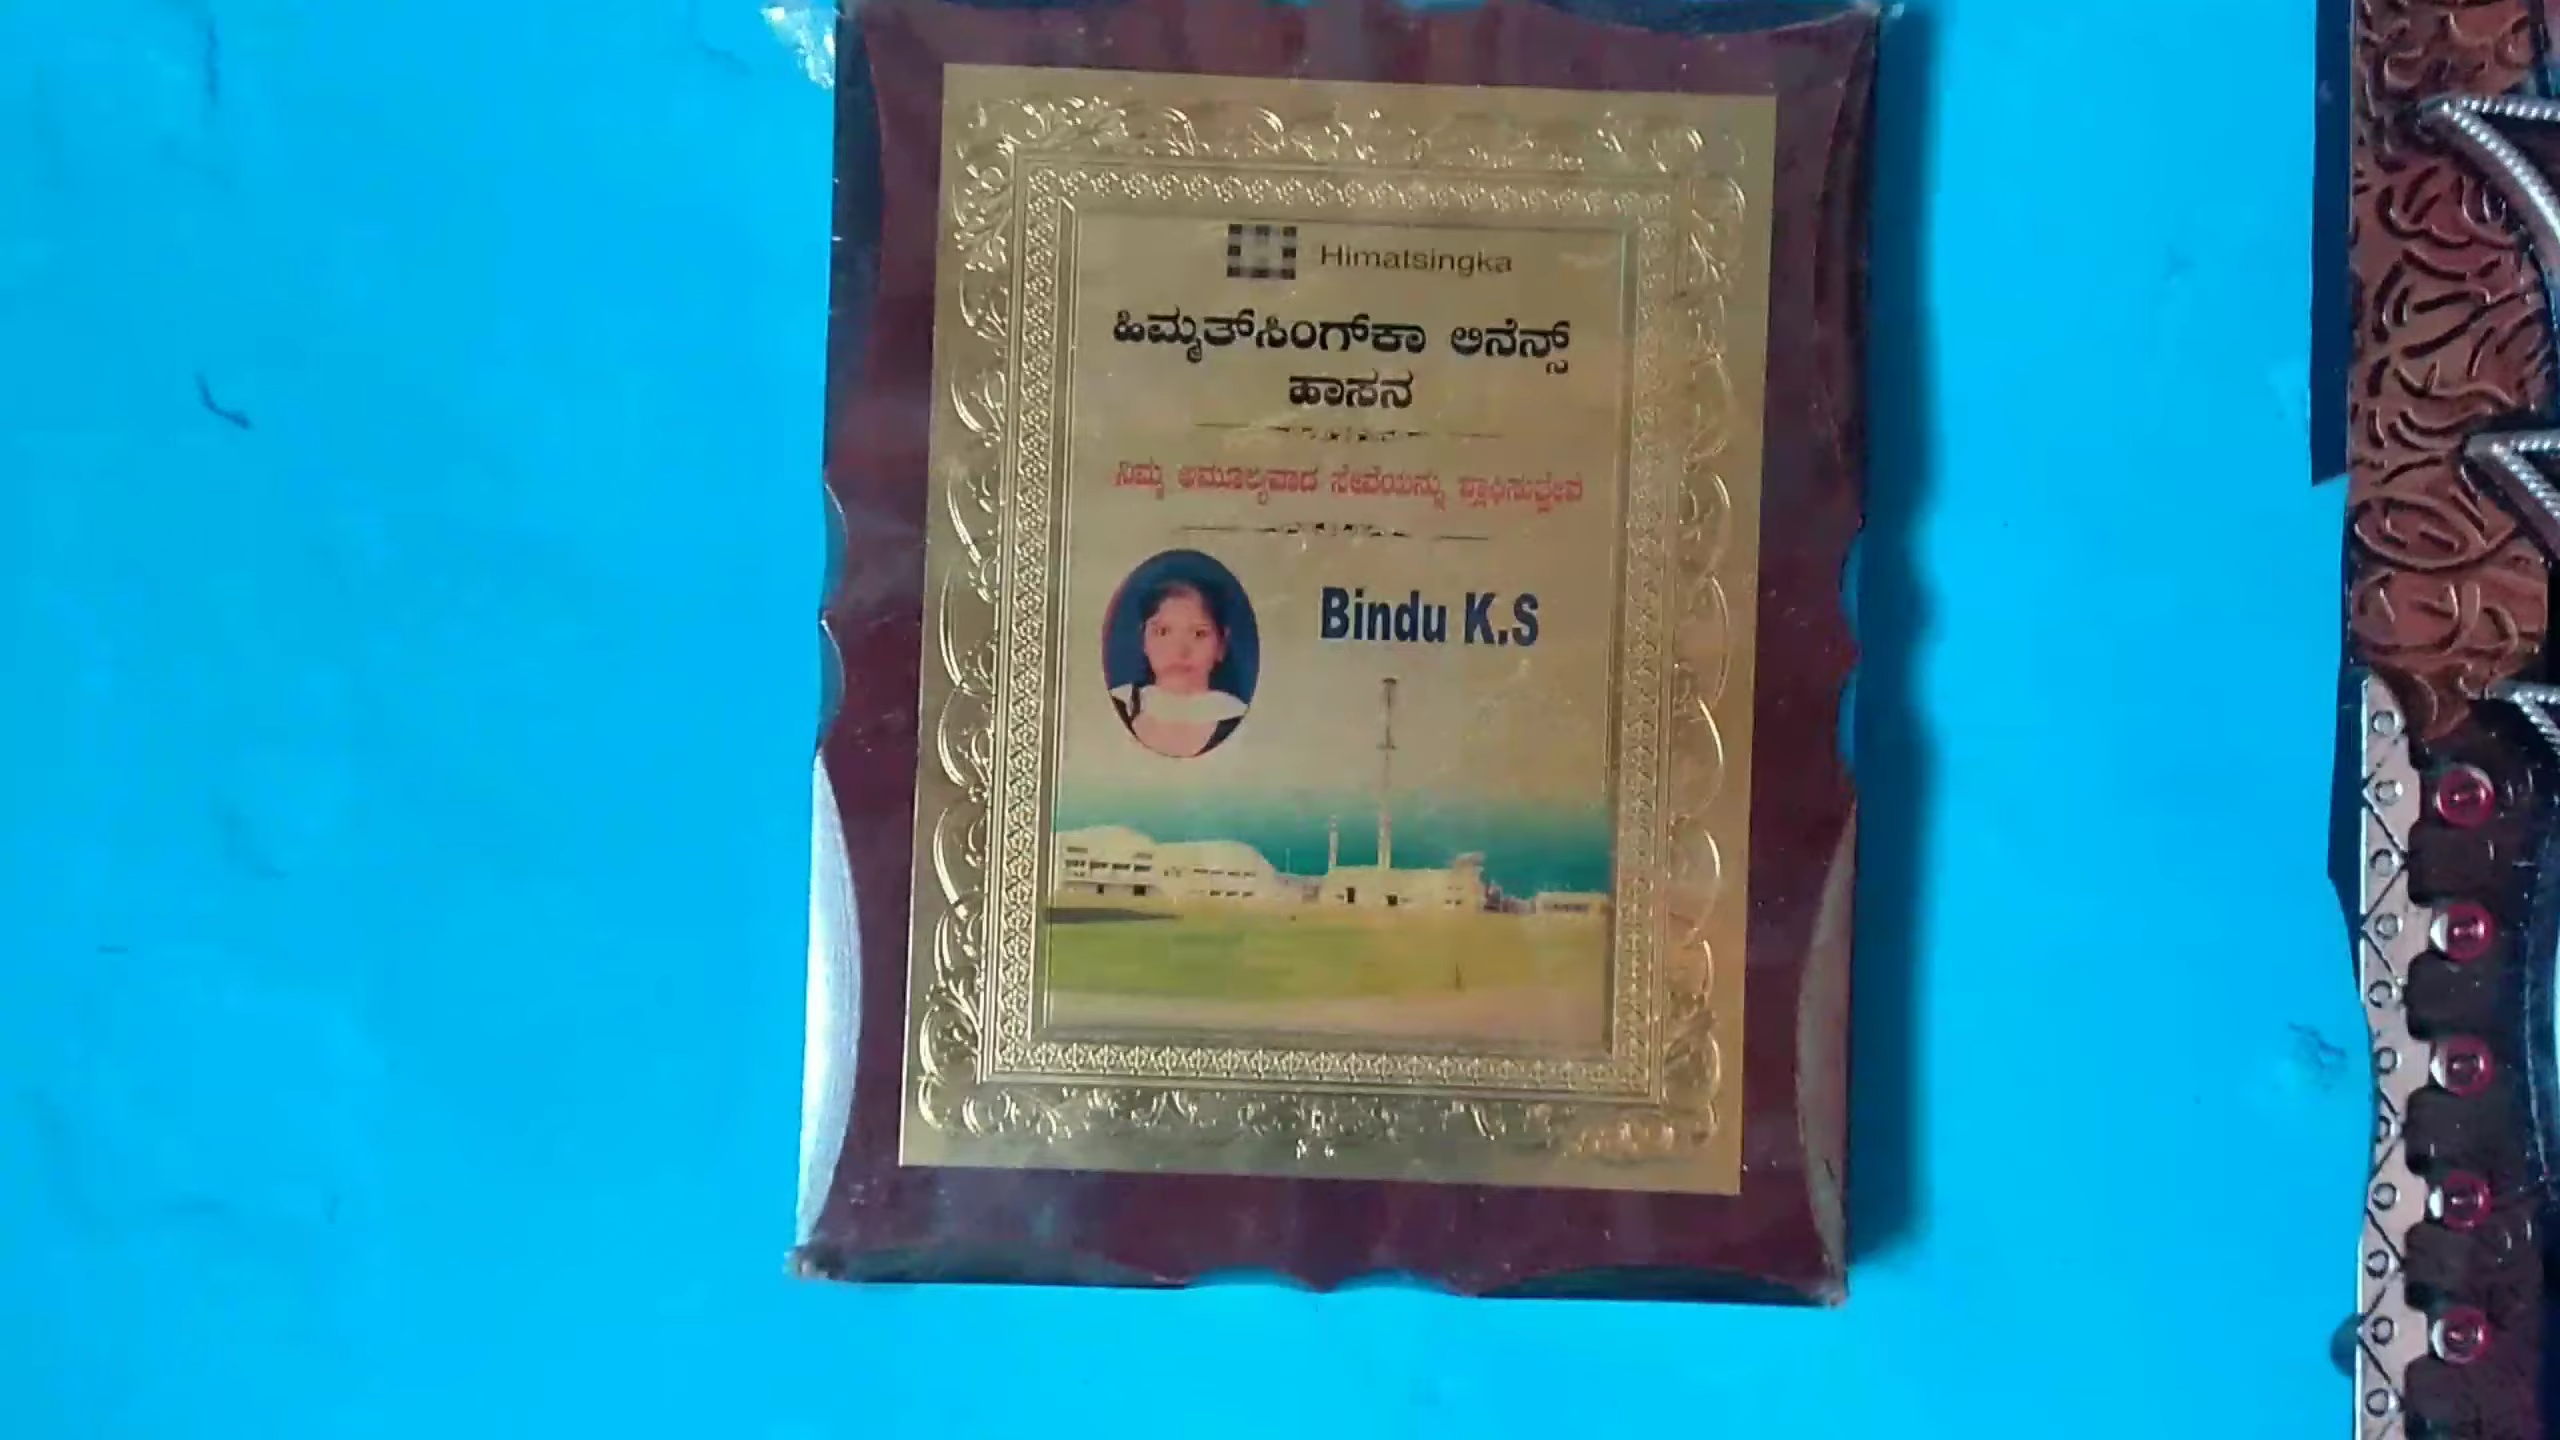 Himatsingka
ಹಿಮ್ಮತ್‌ಸಿಂಗ್‌ಕಾ ಲಿನೆನ್ಸ್
ಹಾಸನ
ನಿಮ್ಮ ಅಮೂಲ್ಯವಾದ ಸೇವೆಯನ್ನು ಶ್ಲಾಘಿಸುತ್ತೇವೆ
Bindu K.S